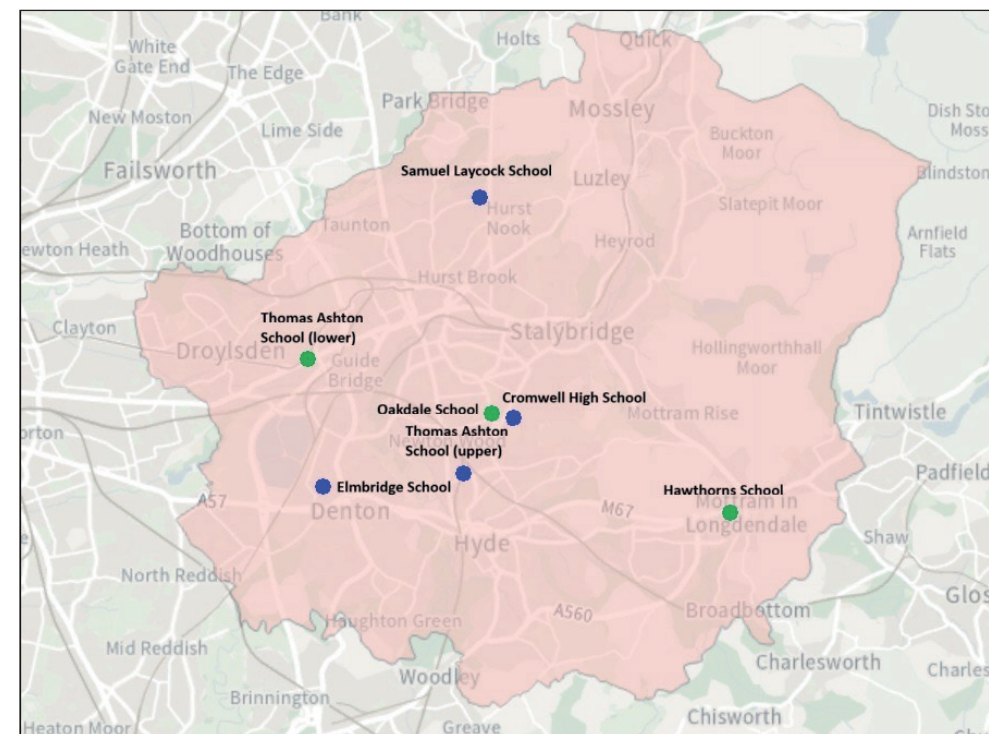 Bank
White
Gate End
Holts
Quick
The Edge
Park Bridge
Mossley
New Moston
Lime Side
Dish Sto
Moss
Buckton
Moor
Failsworth
Samuel Laycock School
Luzley
Blindston
Hurst
Nook
Slatepit Moor
Taunton
Bottom of
Woodhouses
ewton Heath
Heyrod
Arnfield
Flats
Hurst Brook
Thomas Ashton
School (lower)
Clayton
Stalybridge
Droylsden
Guide
Bridge
Hollingworthhall
Moor
Cromwell High School
Oakdale School
Mottram Rise
Tintwistle
orton
Thomas Ashton
School (upper)
Newton Wood
Padfield
Elmbridge School
Hawthorns School
A57
Denton
M67
Mottram In
Longdendale
Hyde
Shaw
North Reddish
Glos
Haughton Green
A560
Broadbottom
Mid Reddish
Woodley
Charlesworth
Charles
Brinnington
Chisworth
Heaton Moor
Greave